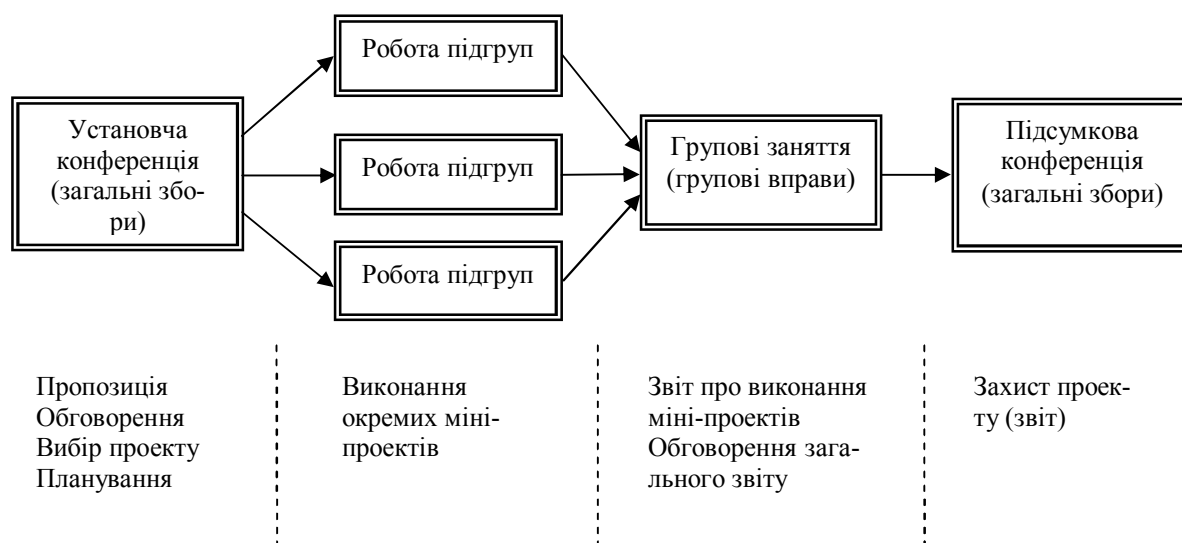 Установча
конференція
(загальні збо-
ри)
Робота підгруп
Робота підгруп
Робота підгруп
Групові заняття
(групові вправи)
Підсумкова
конференція
(загальні збори)
Пропозиція
Обговорення
Вибір проекту
Планування
Виконання
окремих міні-
проектів
Звіт про виконання
міні-проектів
Обговорення зага-
льного звіту
Захист проек-
ту (звіт)